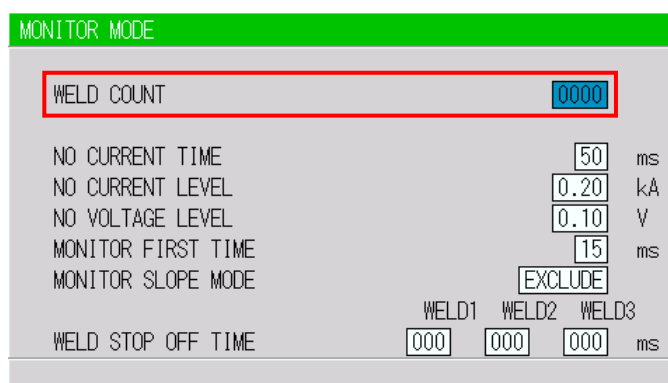 MONITOR MODE
WELD COUNT 0000
NO CURRENT TIME 50 ms
NO CURRENT LEVEL 0.20 kA
NO VOLTAGE LEVEL 0.10 V
MONITOR FIRST TIME 15 ms
MONITOR SLOPE MODE EXCLUDE
WELD1 WELD2 WELD3
WELD STOP OFF TIME 000 000 000 ms